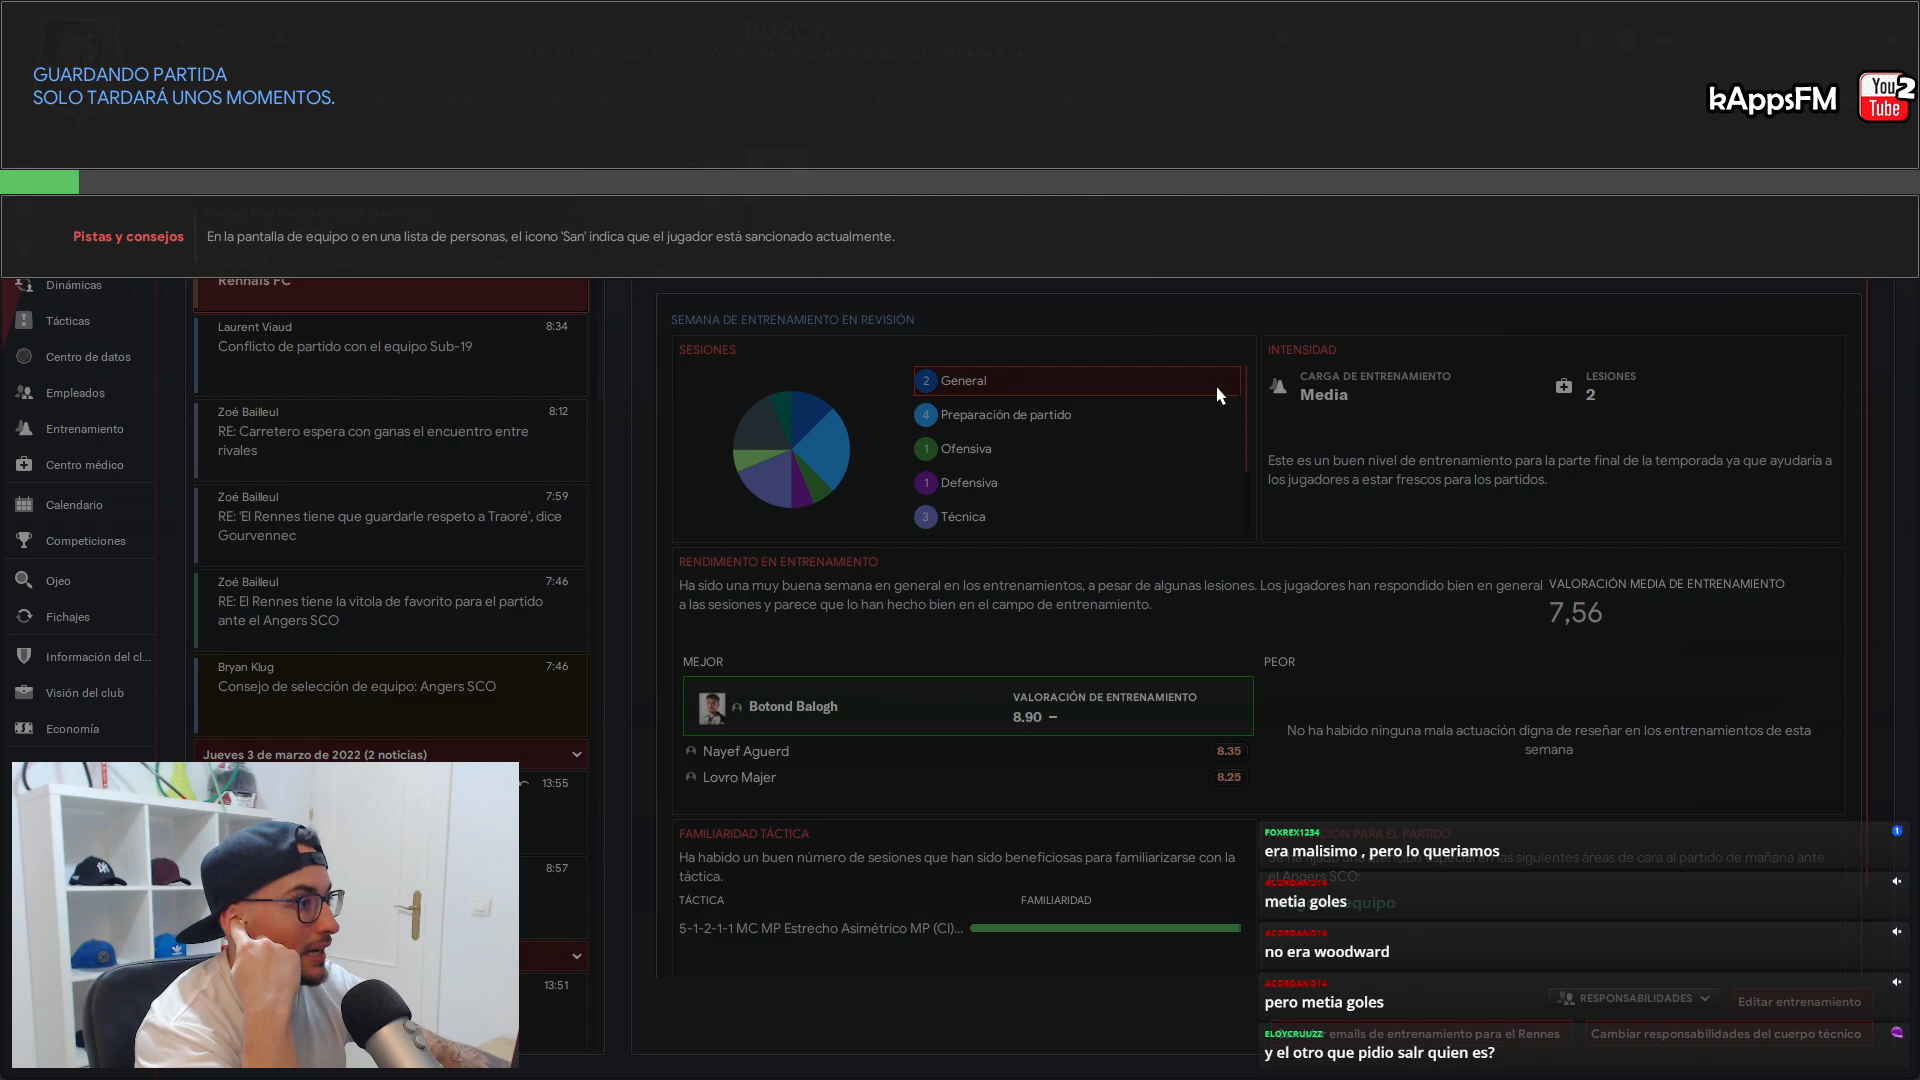 BUZÓN
GUARDANDO PARTIDA
SOLO TARDARÁ UNOS MOMENTOS.
kAppsFM
You2
Tube
Pistas y consejos
En la pantalla de equipo o en una lista de personas, el icono 'San' indica que el jugador está sancionado actualmente.
Dinámicas
Tácticas
Centro de datos
Empleados
Entrenamiento
Centro médico
Calendario
Competiciones
Ojeo
Fichajes
Información del cl...
Visión del club
Economía
Rennais FC
Laurent Viaud
8:34
Conflicto de partido con el equipo Sub-19
Zoé Bailleul
8:12
RE: Carretero espera con ganas el encuentro entre
rivales
Zoé Bailleul
7:59
RE: 'El Rennes tiene que guardarle respeto a Traoré', dice
Gourvennec
Zoé Bailleul
7:46
RE: El Rennes tiene la vitola de favorito para el partido
ante el Angers SCO
Bryan Klug
7:46
Consejo de selección de equipo: Angers SCO
Jueves 3 de marzo de 2022 (2 noticias)
13:55
8:57
13:51
SEMANA DE ENTRENAMIENTO EN REVISIÓN
SESIONES
2 General
4 Preparación de partido
1 Ofensiva
1 Defensiva
3 Técnica
INTENSIDAD
CARGA DE ENTRENAMIENTO
Media
LESIONES
2
Este es un buen nivel de entrenamiento para la parte final de la temporada ya que ayudaría a
los jugadores a estar frescos para los partidos.
RENDIMIENTO EN ENTRENAMIENTO
Ha sido una muy buena semana en general en los entrenamientos, a pesar de algunas lesiones. Los jugadores han respondido bien en general
a las sesiones y parece que lo han hecho bien en el campo de entrenamiento.
VALORACIÓN MEDIA DE ENTRENAMIENTO
7,56
MEJOR
Botond Balogh
VALORACIÓN DE ENTRENAMIENTO
8.90 –
Nayef Aguerd
8.35
Lovro Majer
8.25
PEOR
No ha habido ninguna mala actuación digna de reseñar en los entrenamientos de esta
semana
FAMILIARIDAD TÁCTICA
Ha habido un buen número de sesiones que han sido beneficiosas para familiarizarse con la
táctica.
TÁCTICA
FAMILIARIDAD
5-1-2-1-1 MC MP Estrecho Asimétrico MP (CI)...
FOXREX1234
era malisimo , pero lo queriamos
el Angers SCO:
metia goles
equipo
no era woodward
pero metia goles
RESPONSABILIDADES
Editar entrenamiento
ELOYCRUUZZ
emails de entrenamiento para el Rennes
Cambiar responsabilidades del cuerpo técnico
y el otro que pidio salr quien es?